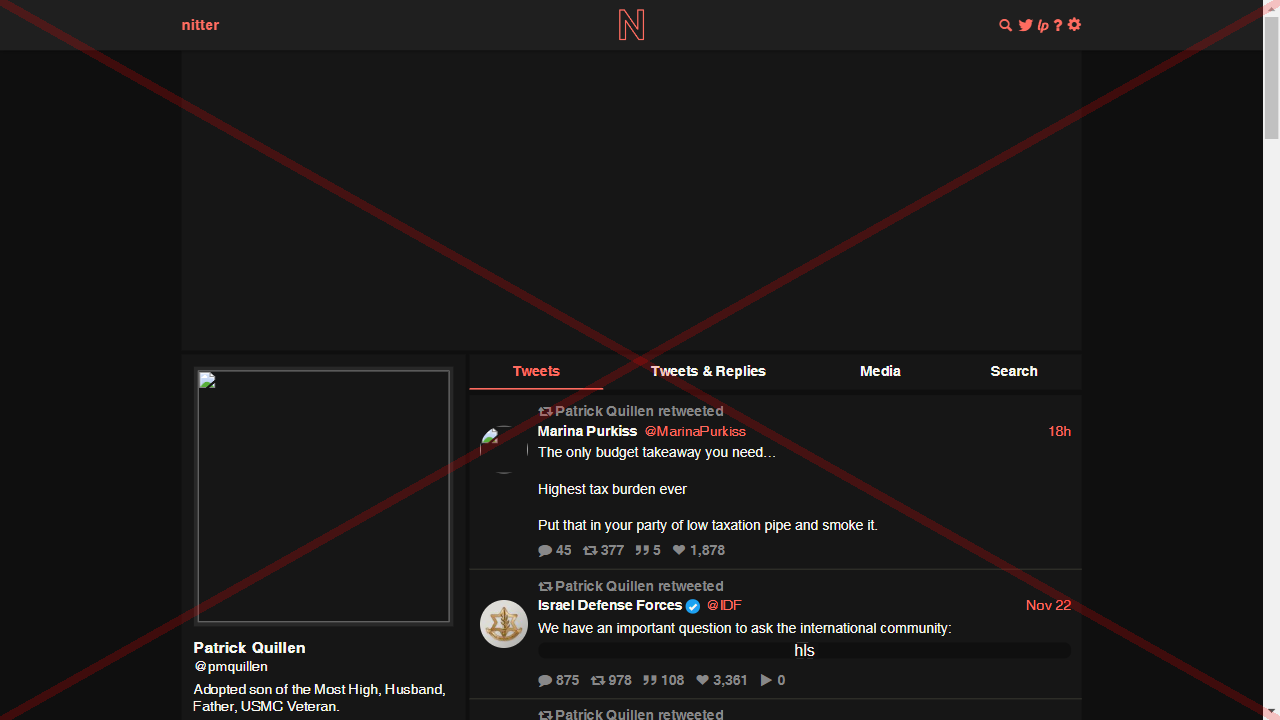 nitter
N
lp ?
Tweets
Tweets & Replies
Media
Search
Patrick Quillen retweeted
Marina Purkiss @MarinaPurkiss 18h
The only budget takeaway you need…
Highest tax burden ever
Put that in your party of low taxation pipe and smoke it.
45 377 5 1,878
Patrick Quillen retweeted
Israel Defense Forces @IDF Nov 22
We have an important question to ask the international community:
hls
875 978 108 3,361 0
Patrick Quillen retweeted
Patrick Quillen
@pmquillen
Adopted son of the Most High, Husband,
Father, USMC Veteran.